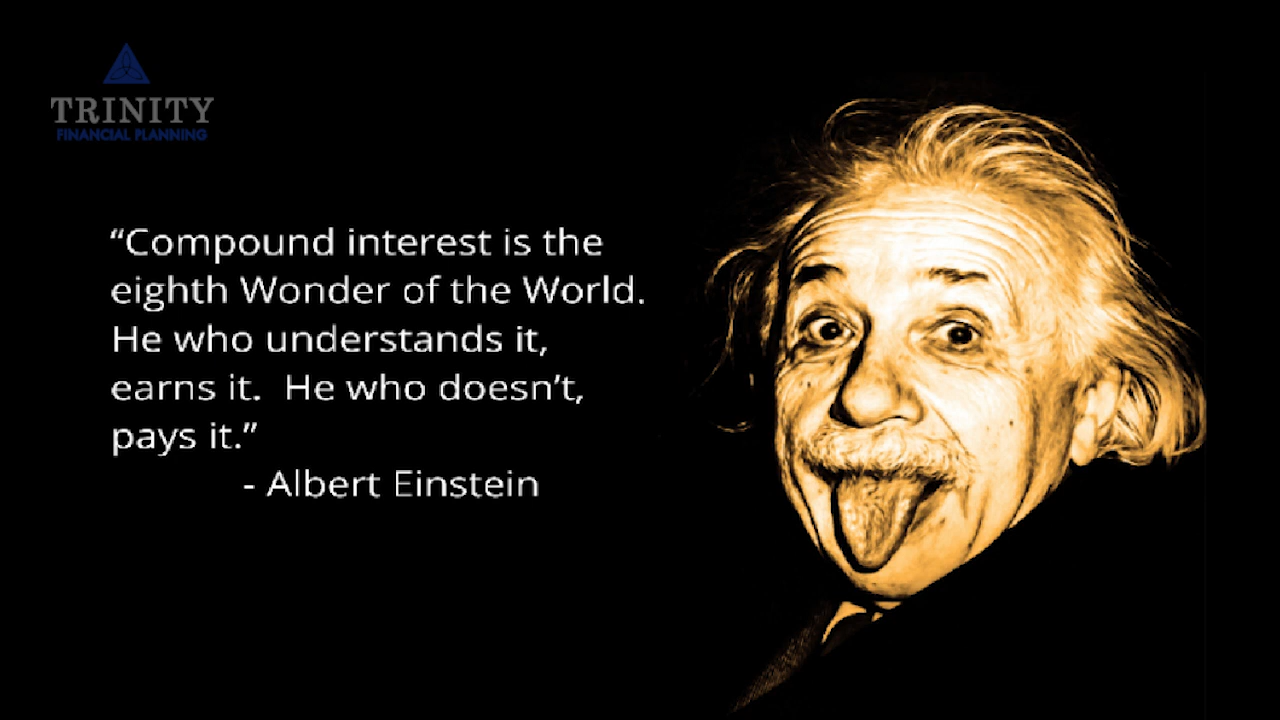 TRINITY
FINANCIAL PLANNING
“Compound interest is the
eighth Wonder of the World.
He who understands it,
earns it.  He who doesn’t,
pays it.”
- Albert Einstein